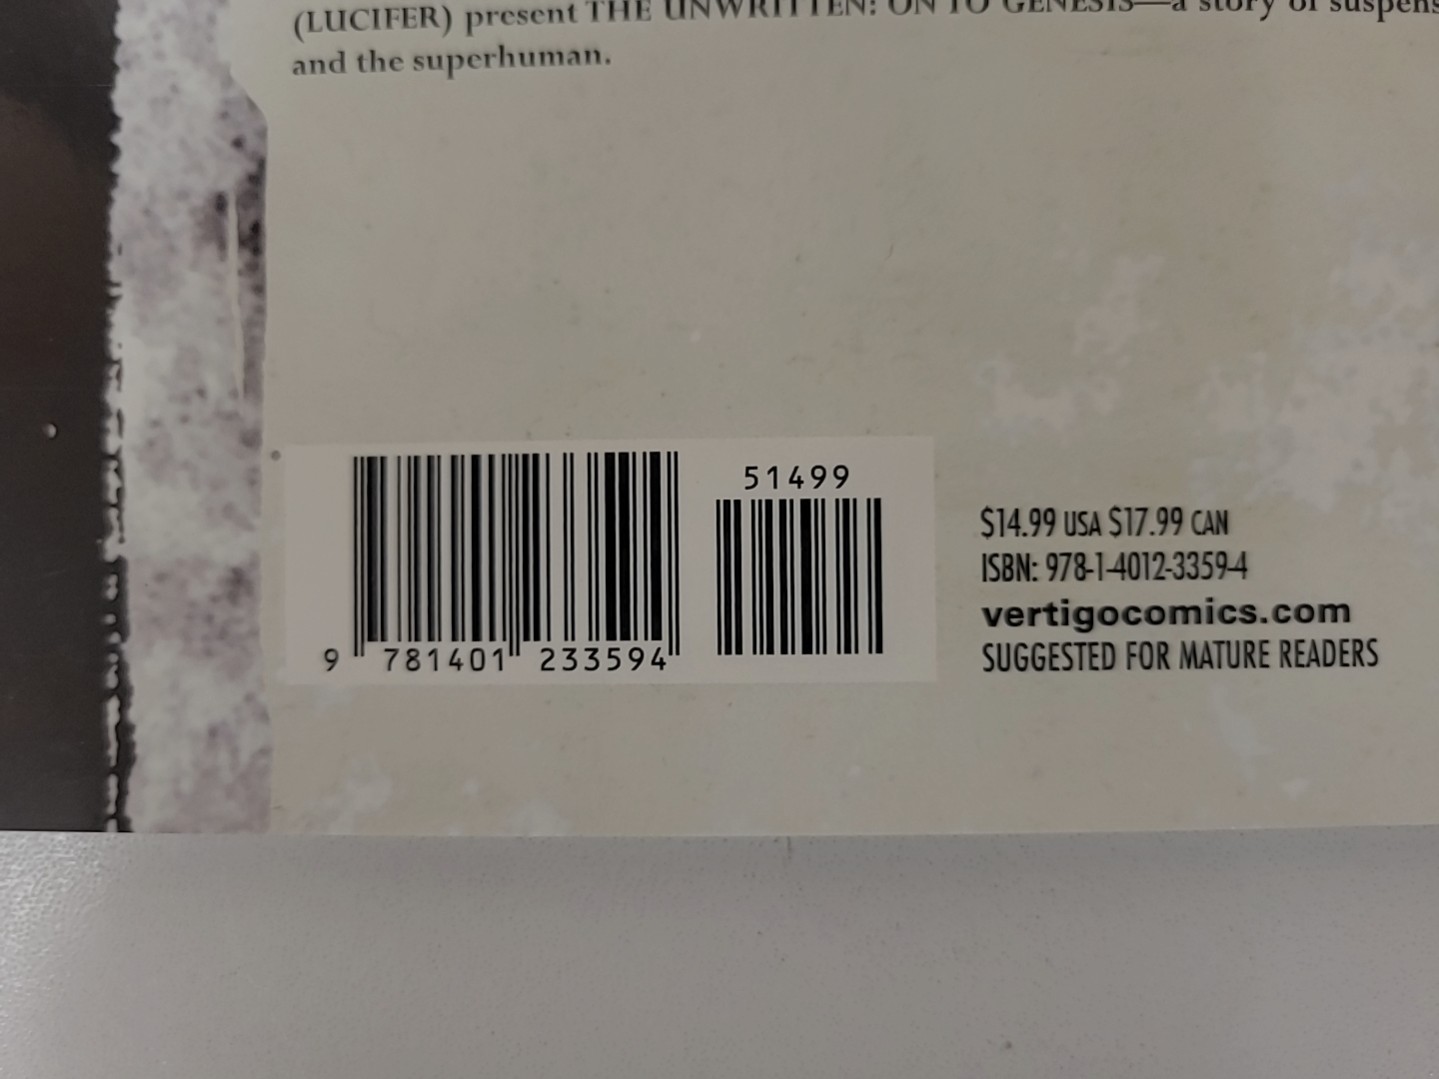 (LUCIFER) present THE UNWRITTEN: ON TO GENESIS—a story of
and the superhuman.
51499
9 781401 233594
$14.99 USA $17.99 CAN
ISBN: 978-1-4012-3359-4
vertigocomics.com
SUGGESTED FOR MATURE READERS